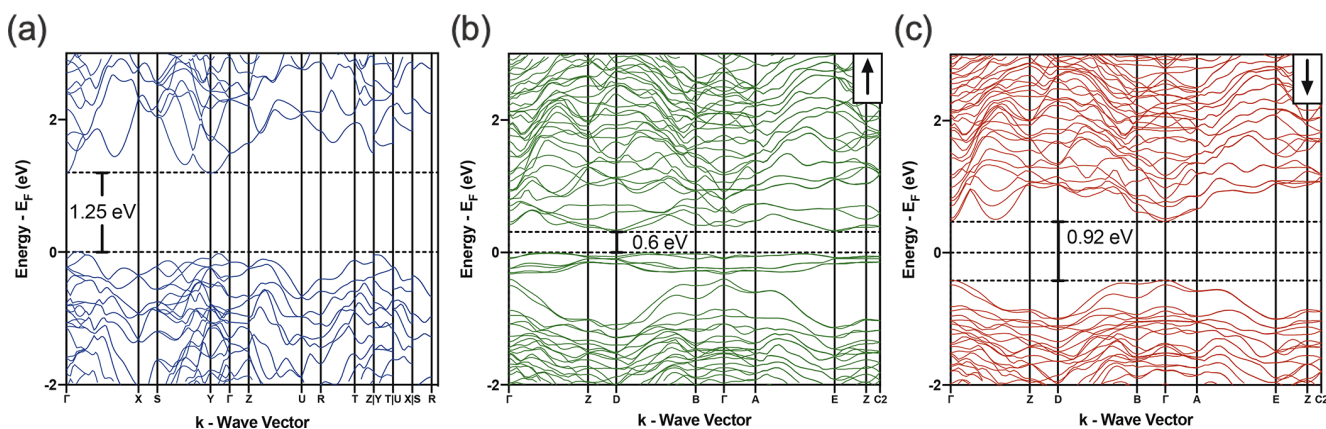 (a)
(b)
(c)
Energy - E_F (eV)
2
0
-2
1.25 eV
Γ X S Y Γ Z U R T Z|Y T|U X|S R
k - Wave Vector
Energy - E_F (eV)
2
0
-2
0.6 eV
Γ Z D B Γ A E Z C2
k - Wave Vector
Energy - E_F (eV)
2
0
-2
0.92 eV
Γ Z D B Γ A E Z C2
k - Wave Vector